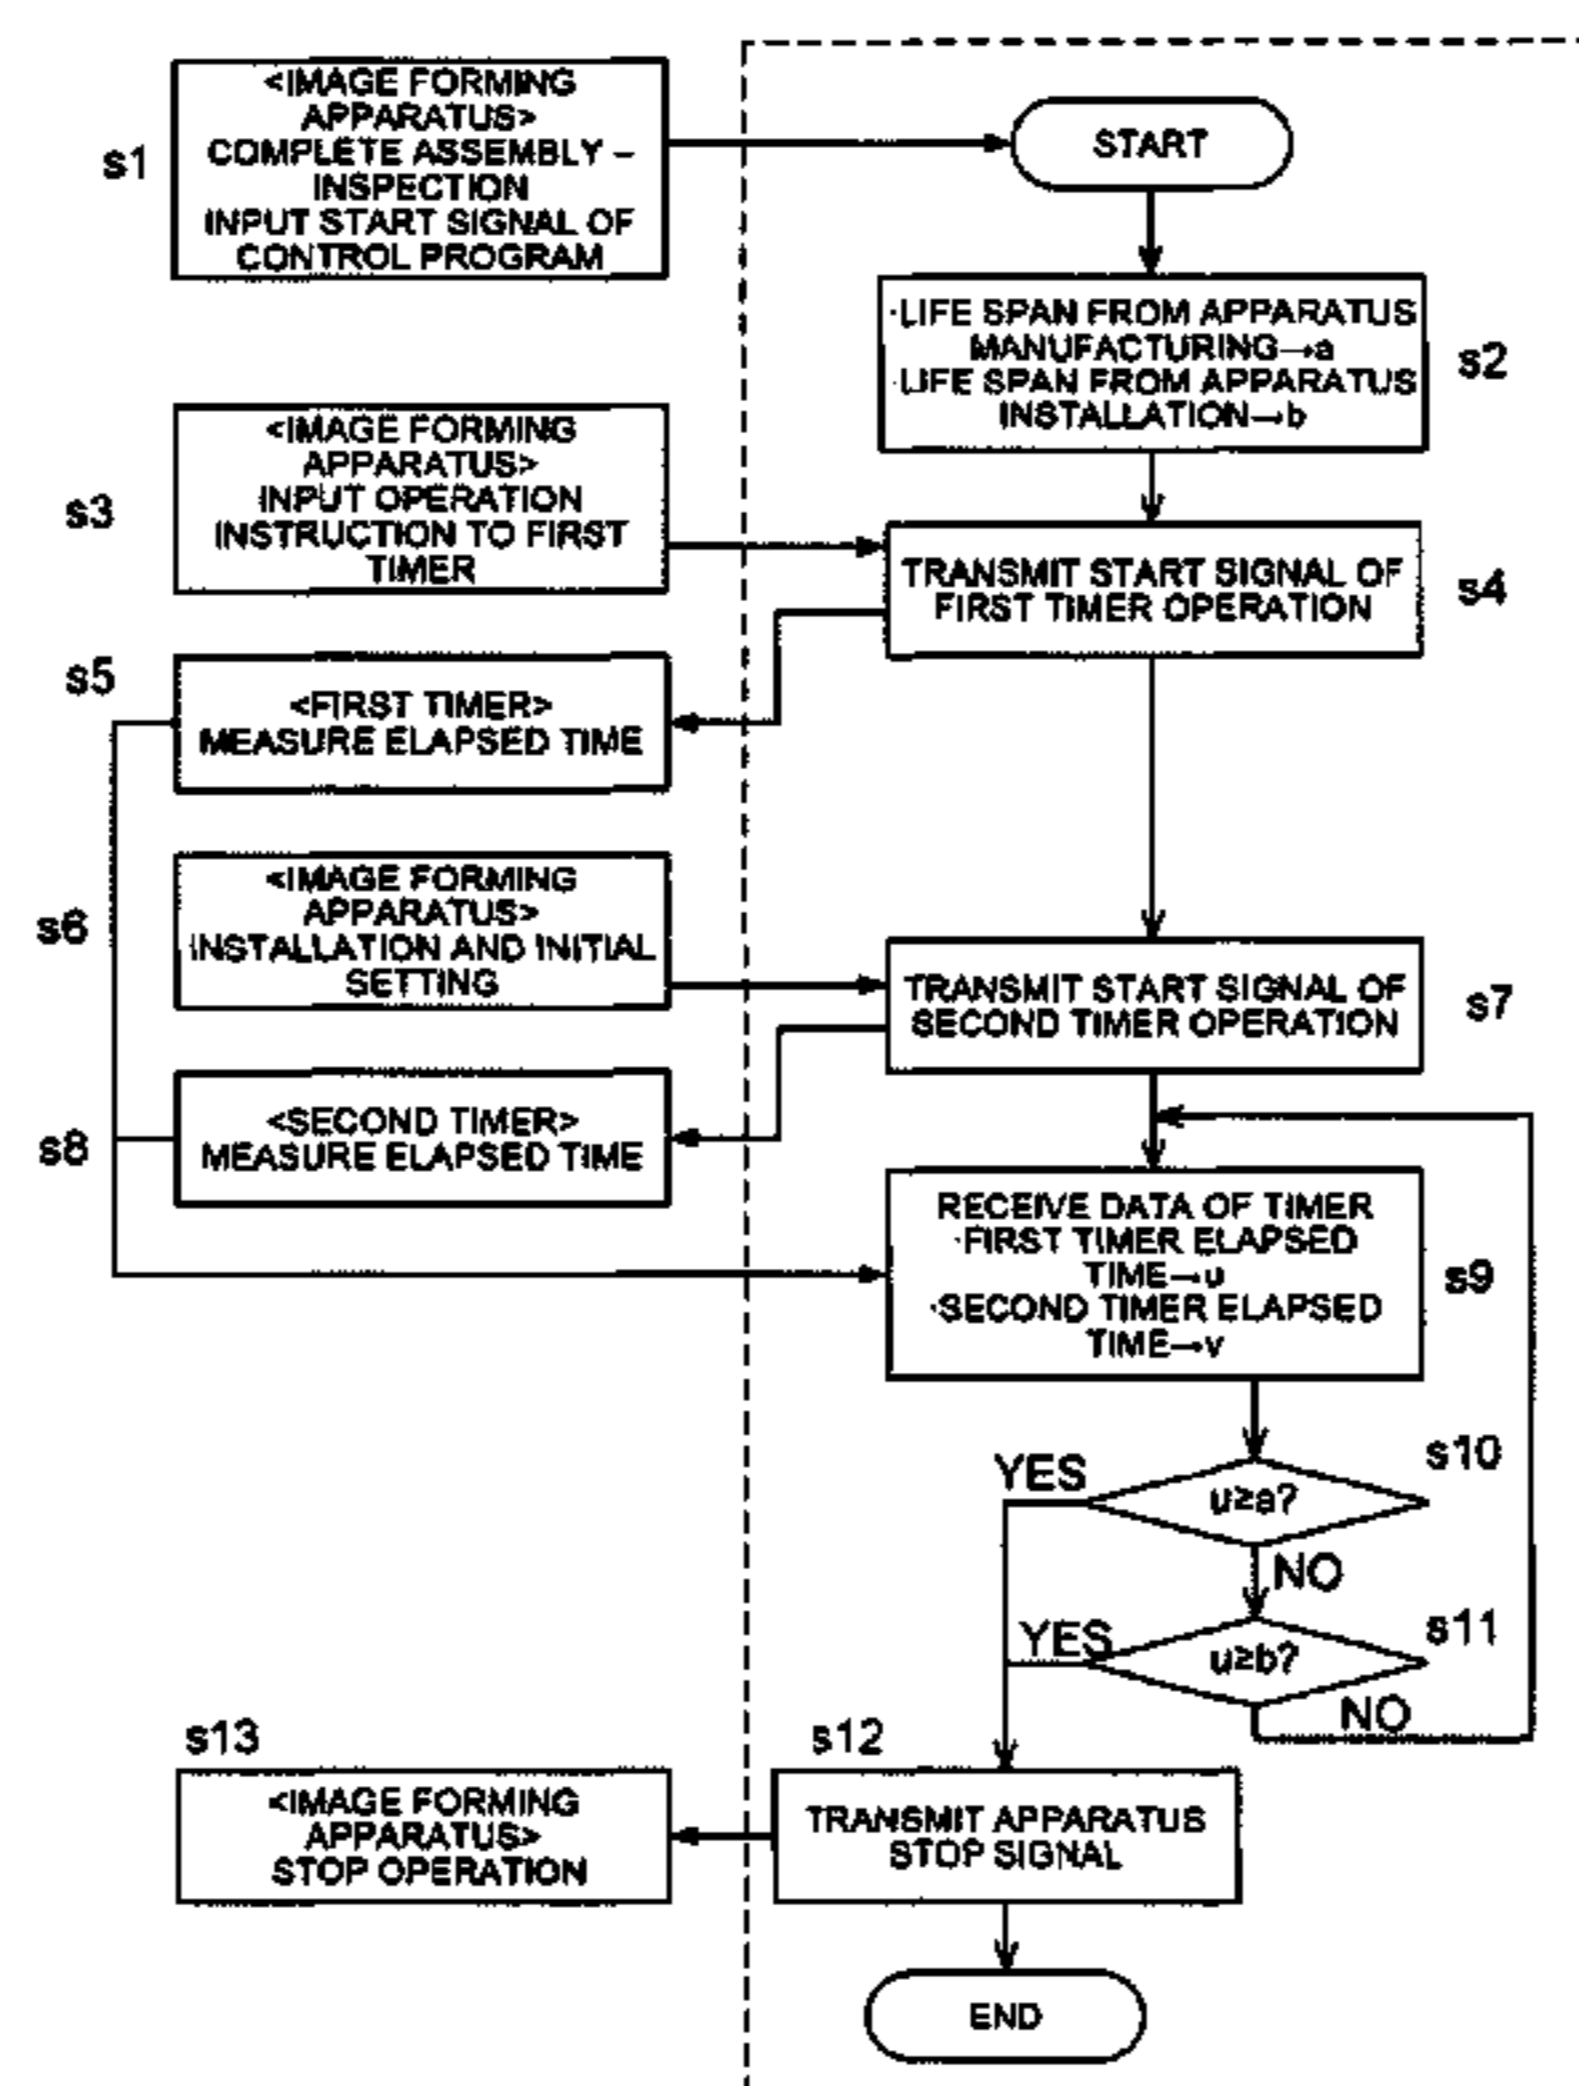 <IMAGE FORMING
APPARATUS>
COMPLETE ASSEMBLY –
INSPECTION
INPUT START SIGNAL OF
CONTROL PROGRAM
s1
START
·LIFE SPAN FROM APPARATUS
MANUFACTURING→a
·LIFE SPAN FROM APPARATUS
INSTALLATION→b
s2
<IMAGE FORMING
APPARATUS>
INPUT OPERATION
INSTRUCTION TO FIRST
TIMER
s3
TRANSMIT START SIGNAL OF
FIRST TIMER OPERATION
s4
s5
<FIRST TIMER>
MEASURE ELAPSED TIME
<IMAGE FORMING
APPARATUS>
INSTALLATION AND INITIAL
SETTING
s6
TRANSMIT START SIGNAL OF
SECOND TIMER OPERATION
s7
<SECOND TIMER>
MEASURE ELAPSED TIME
s8
RECEIVE DATA OF TIMER
·FIRST TIMER ELAPSED
TIME→u
·SECOND TIMER ELAPSED
TIME→v
s9
s10
YES
u≥a?
NO
s11
YES
u≥b?
NO
s13
<IMAGE FORMING
APPARATUS>
STOP OPERATION
s12
TRANSMIT APPARATUS
STOP SIGNAL
END